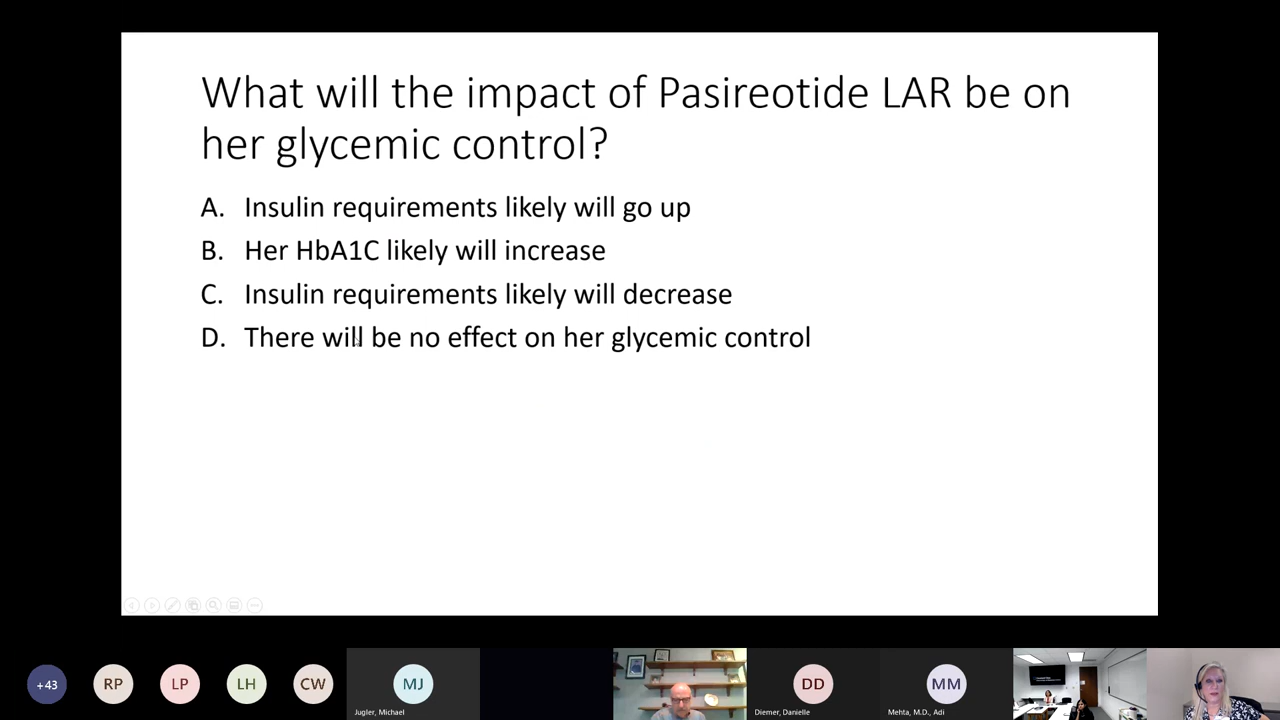 What will the impact of Pasireotide LAR be on
her glycemic control?
A. Insulin requirements likely will go up
B. Her HbA1C likely will increase
C. Insulin requirements likely will decrease
D. There will be no effect on her glycemic control
+43
RP
LP
LH
CW
MJ
DD
MM
Jugler, Michael
Diemer, Danielle
Mehta, M.D., Adi